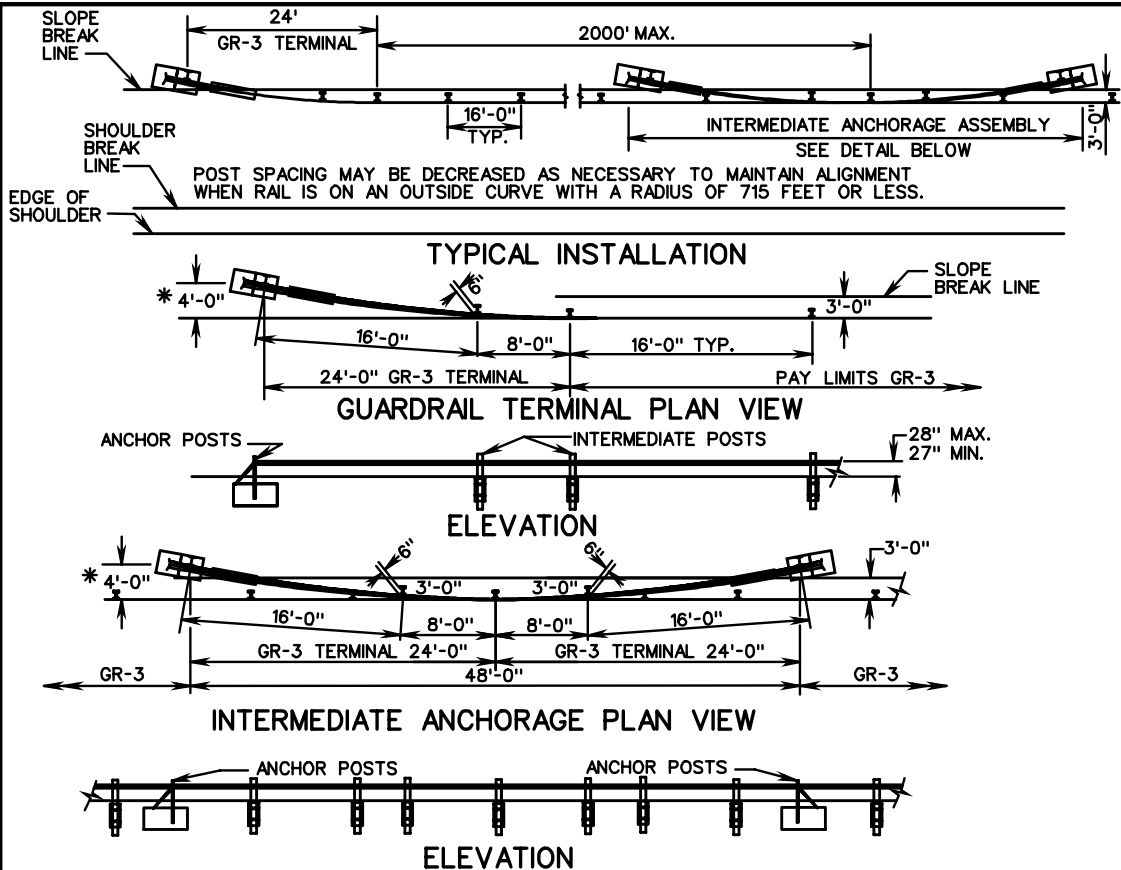 SLOPE
BREAK
LINE
24'
GR-3 TERMINAL
2000' MAX.
16'-0"
TYP.
INTERMEDIATE ANCHORAGE ASSEMBLY
SEE DETAIL BELOW
3'-0"
SHOULDER
BREAK
LINE
POST SPACING MAY BE DECREASED AS NECESSARY TO MAINTAIN ALIGNMENT
WHEN RAIL IS ON AN OUTSIDE CURVE WITH A RADIUS OF 715 FEET OR LESS.
EDGE OF
SHOULDER
TYPICAL INSTALLATION
* 4'-0"
6"
SLOPE
BREAK LINE
3'-0"
16'-0"
8'-0"
16'-0" TYP.
24'-0" GR-3 TERMINAL
PAY LIMITS GR-3
GUARDRAIL TERMINAL PLAN VIEW
ANCHOR POSTS
INTERMEDIATE POSTS
28" MAX.
27" MIN.
ELEVATION
* 4'-0"
6"
3'-0"
3'-0"
6"
3'-0"
16'-0"
8'-0"
8'-0"
16'-0"
GR-3 TERMINAL 24'-0"
GR-3 TERMINAL 24'-0"
GR-3
48'-0"
GR-3
INTERMEDIATE ANCHORAGE PLAN VIEW
ANCHOR POSTS
ANCHOR POSTS
ELEVATION